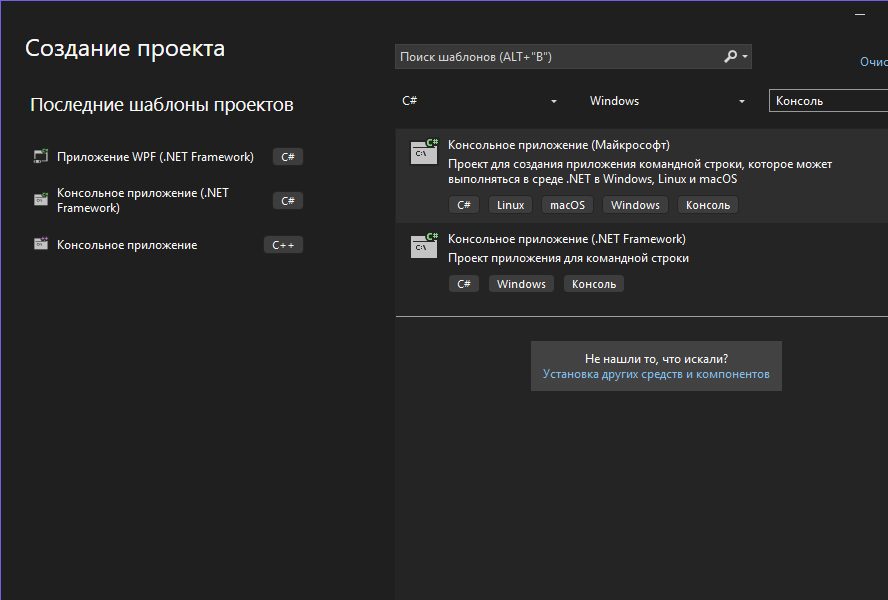 Создание проекта
Последние шаблоны проектов
Приложение WPF (.NET Framework)
C#
Консольное приложение (.NET
Framework)
C#
Консольное приложение
C++
Поиск шаблонов (ALT+"B")
C#
Windows
Консоль
Консольное приложение (Майкрософт)
Проект для создания приложения командной строки, которое может
выполняться в среде .NET в Windows, Linux и macOS
C# Linux macOS Windows Консоль
Консольное приложение (.NET Framework)
Проект приложения для командной строки
C# Windows Консоль
Не нашли то, что искали?
Установка других средств и компонентов